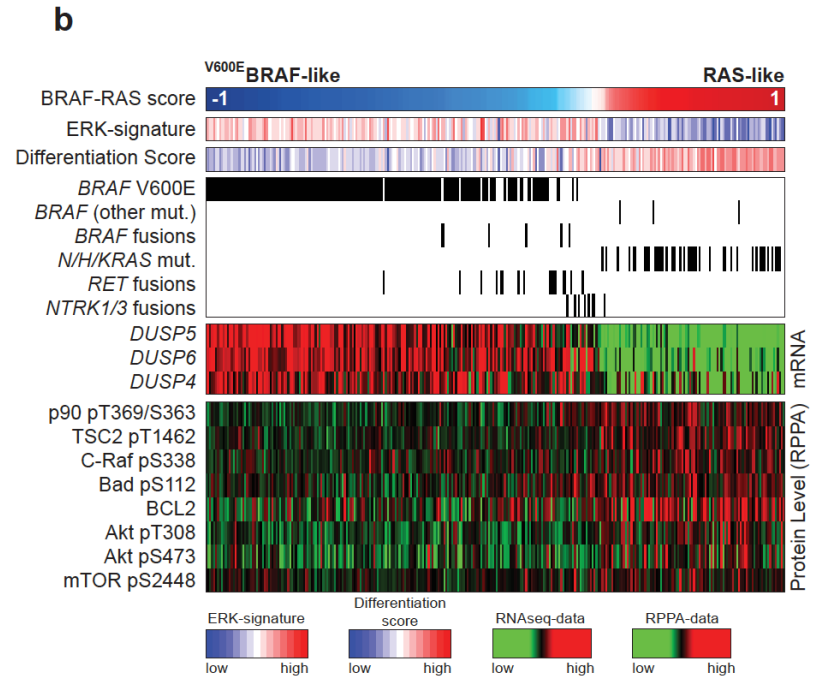 b
V600EBRAF-like RAS-like
BRAF-RAS score -1 1
ERK-signature
Differentiation Score
BRAF V600E
BRAF (other mut.)
BRAF fusions
N/H/KRAS mut.
RET fusions
NTRK1/3 fusions
DUSP5
DUSP6
DUSP4
mRNA
p90 pT369/S363
TSC2 pT1462
C-Raf pS338
Bad pS112
BCL2
Akt pT308
Akt pS473
mTOR pS2448
Protein Level (RPPA)
ERK-signature
low high
Differentiation
score
low high
RNAseq-data
low high
RPPA-data
low high